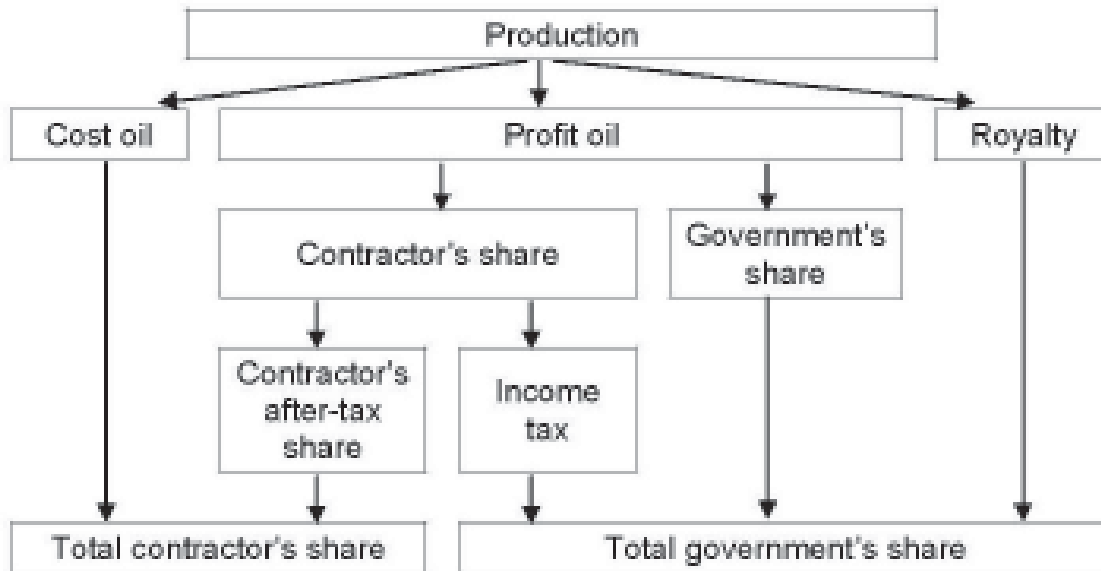 Production
Cost oil
Profit oil
Royalty
Contractor's share
Government's
share
Contractor's
after-tax
share
Income
tax
Total contractor's share
Total government's share